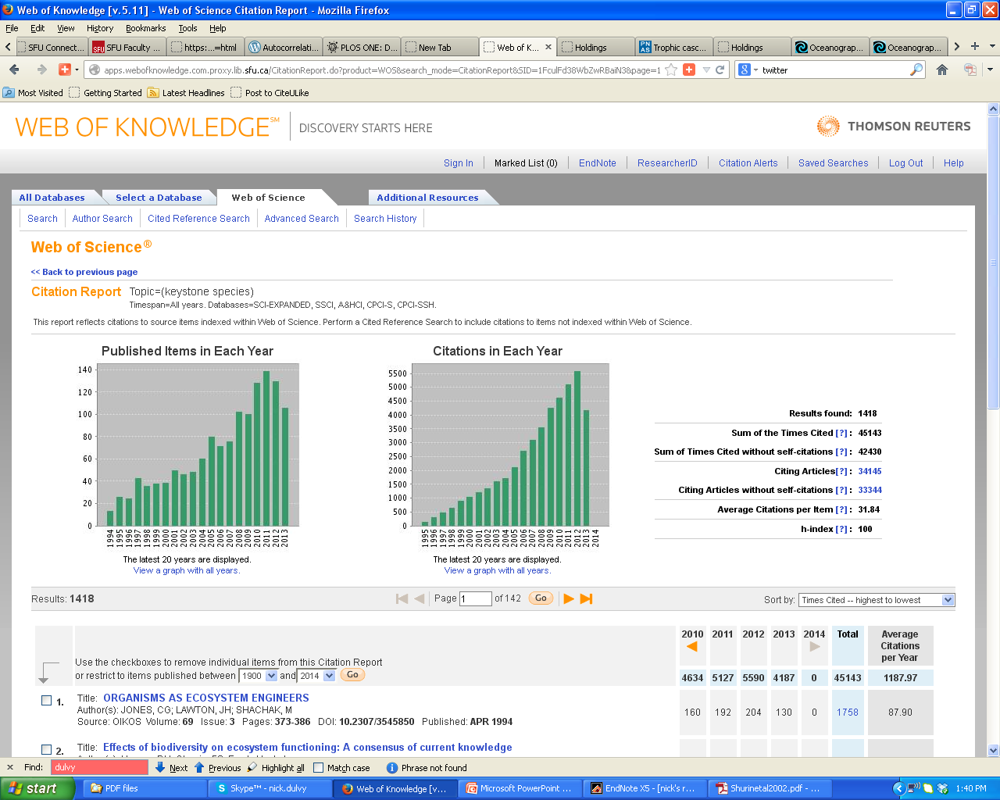 Web of Knowledge [v.5.11] - Web of Science Citation Report - Mozilla Firefox
File Edit View History Bookmarks Tools Help
SFU Connect... SFU Faculty ... https:...=html Autocorrelati... PLOS ONE: D... New Tab Web of K... Holdings Trophic casc... Holdings Oceanograp... Oceanograp...
apps.webofknowledge.com.proxy.lib.sfu.ca/CitationReport.do?product=WOS&search_mode=CitationReport&SID=1FculFd38WbZwRBaiN3&page=1 twitter
Most Visited Getting Started Latest Headlines Post to CiteULike
WEB OF KNOWLEDGE SM DISCOVERY STARTS HERE THOMSON REUTERS
Sign In Marked List (0) EndNote ResearcherID Citation Alerts Saved Searches Log Out Help
All Databases Select a Database Web of Science Additional Resources
Search Author Search Cited Reference Search Advanced Search Search History
Web of Science®
<< Back to previous page
Citation Report Topic=(keystone species)
Timespan=All years. Databases=SCI-EXPANDED, SSCI, A&HCI, CPCI-S, CPCI-SSH.
This report reflects citations to source items indexed within Web of Science. Perform a Cited Reference Search to include citations to items not indexed within Web of Science.
Published Items in Each Year
140
120
100
80
60
40
20
0
1994 1995 1996 1997 1998 1999 2000 2001 2002 2003 2004 2005 2006 2007 2008 2009 2010 2011 2012 2013
The latest 20 years are displayed.
View a graph with all years.
Citations in Each Year
5500
5000
4500
4000
3500
3000
2500
2000
1500
1000
500
0
1995 1996 1997 1998 1999 2000 2001 2002 2003 2004 2005 2006 2007 2008 2009 2010 2011 2012 2013 2014
The latest 20 years are displayed.
View a graph with all years.
Results found: 1418
Sum of the Times Cited [?] : 45143
Sum of Times Cited without self-citations [?] : 42430
Citing Articles[?] : 34145
Citing Articles without self-citations [?] : 33344
Average Citations per Item [?] : 31.84
h-index [?] : 100
Results: 1418 Page 1 of 142 Go Sort by: Times Cited -- highest to lowest
2010 2011 2012 2013 2014 Total Average Citations per Year
Use the checkboxes to remove individual items from this Citation Report
or restrict to items published between 1900 and 2014 Go
4634 5127 5590 4187 0 45143 1187.97
1. Title: ORGANISMS AS ECOSYSTEM ENGINEERS
Author(s): JONES, CG; LAWTON, JH; SHACHAK, M
Source: OIKOS Volume: 69 Issue: 3 Pages: 373-386 DOI: 10.2307/3545850 Published: APR 1994
160 192 204 130 0 1758 87.90
2. Title: Effects of biodiversity on ecosystem functioning: A consensus of current knowledge
Find: dulvy Next Previous Highlight all Match case Phrase not found
start PDF files Skype™ - nick.dulvy Web of Knowledge [v... Microsoft PowerPoint ... EndNote X5 - [nick's r... Shurinetal2002.pdf - ... 1:40 PM